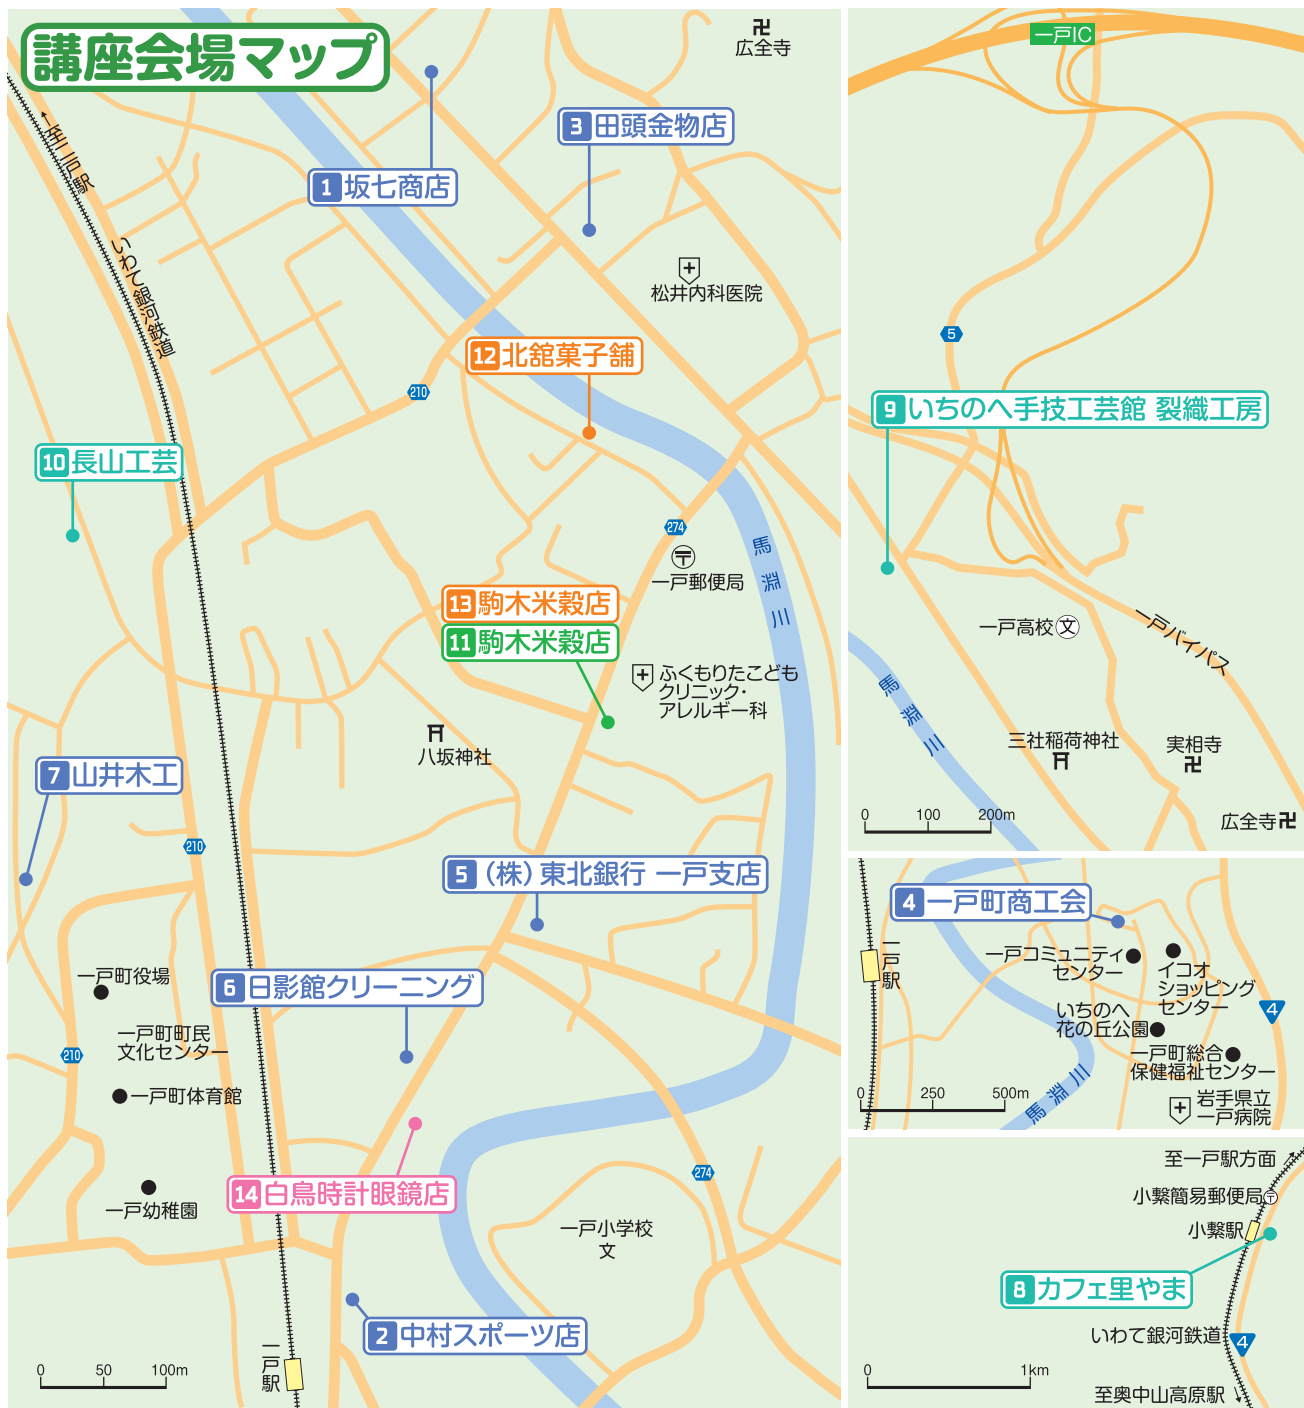 講座会場マップ
卍
広全寺
←至二戸駅
いわて銀河鉄道
1 坂七商店
3 田頭金物店
松井内科医院
12 北舘菓子舗
210
10 長山工芸
274
〒
一戸郵便局
馬淵川
13 駒木米穀店
11 駒木米穀店
ふくもりたこども
クリニック・
アレルギー科
八坂神社
7 山井木工
210
5 (株)東北銀行 一戸支店
一戸町役場
6 日影館クリーニング
一戸町町民
文化センター
210
一戸町体育館
14 白鳥時計眼鏡店
274
一戸幼稚園
一戸小学校
文
2 中村スポーツ店
一戸駅
0 50 100m
一戸IC
5
9 いちのへ手技工芸館 裂織工房
一戸高校 文
一戸バイパス
馬淵川
三社稲荷神社
実相寺
卍
広全寺卍
0 100 200m
4 一戸町商工会
一戸駅
一戸コミュニティ
センター
イコオ
ショッピング
センター
いちのへ
花の丘公園
4
一戸町総合
保健福祉センター
馬淵川
岩手県立
一戸病院
0 250 500m
至一戸駅方面
小繋簡易郵便局〒
小繋駅
8 カフェ里やま
いわて銀河鉄道
4
0 1km
至奥中山高原駅